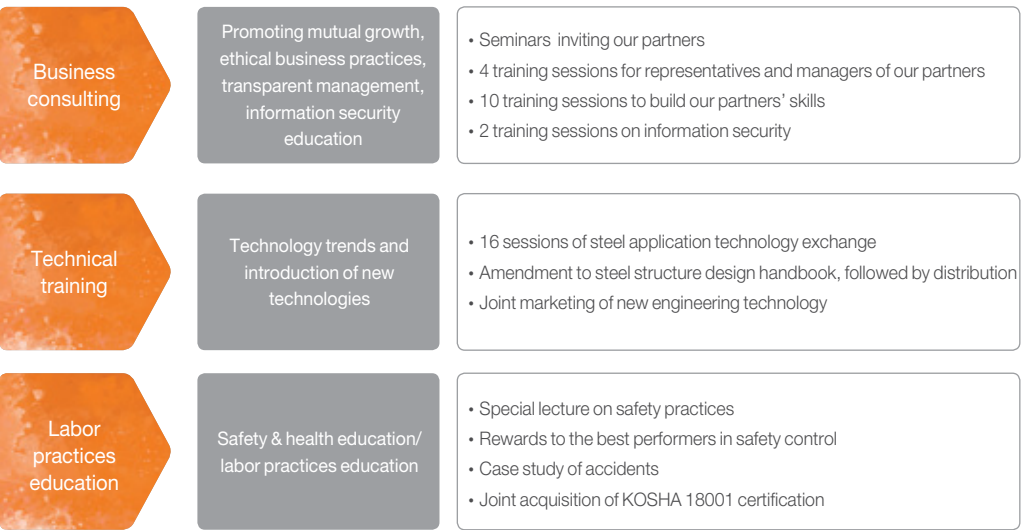 Business
consulting
Promoting mutual growth,
ethical business practices,
transparent management,
information security
education
• Seminars inviting our partners
• 4 training sessions for representatives and managers of our partners
• 10 training sessions to build our partners’ skills
• 2 training sessions on information security
Technical
training
Technology trends and
introduction of new
technologies
• 16 sessions of steel application technology exchange
• Amendment to steel structure design handbook, followed by distribution
• Joint marketing of new engineering technology
Labor
practices
education
Safety & health education/
labor practices education
• Special lecture on safety practices
• Rewards to the best performers in safety control
• Case study of accidents
• Joint acquisition of KOSHA 18001 certification